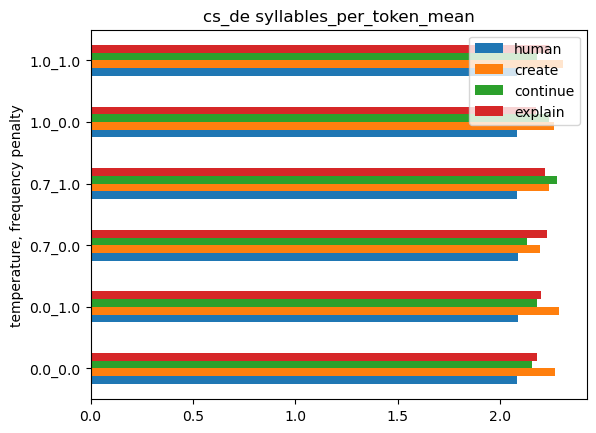 cs_de syllables_per_token_mean
temperature, frequency penalty
1.0_1.0
1.0_0.0
0.7_1.0
0.7_0.0
0.0_1.0
0.0_0.0
0.0
0.5
1.0
1.5
2.0
human
create
continue
explain